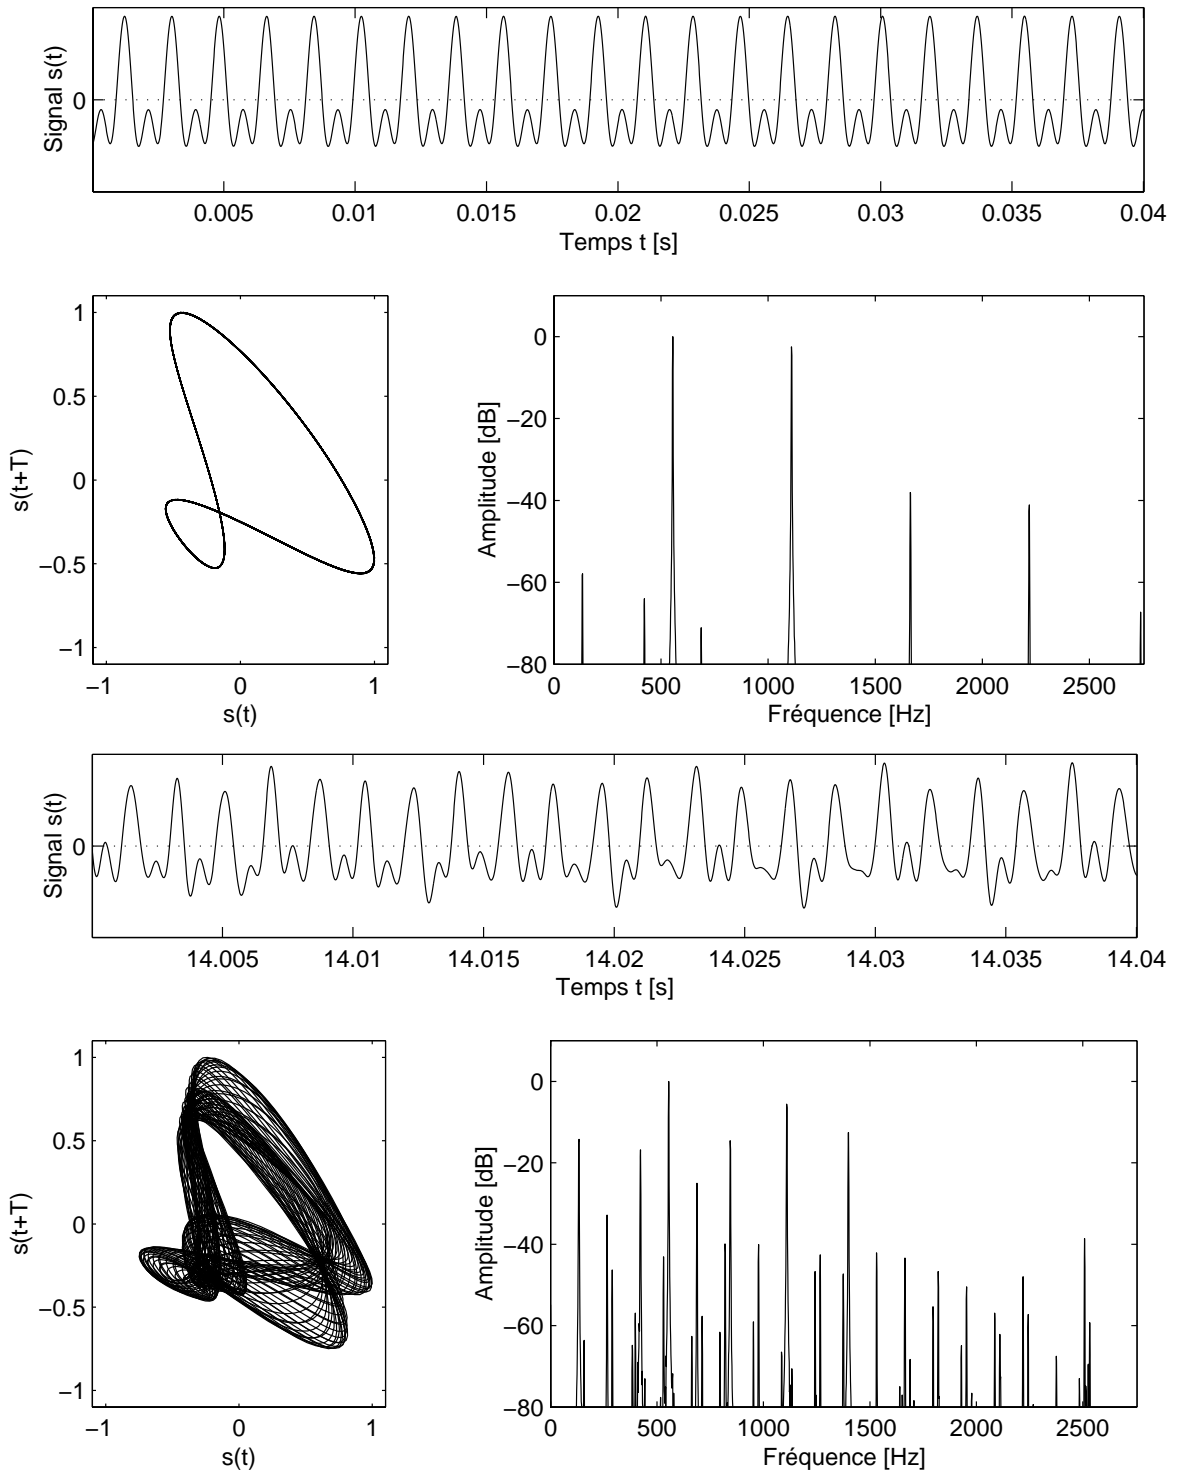 Signal s(t)
0
0.005 0.01 0.015 0.02 0.025 0.03 0.035 0.04
Temps t [s]
s(t+T)
1
0.5
0
−0.5
−1
−1 0 1
s(t)
Amplitude [dB]
0
−20
−40
−60
−80
0 500 1000 1500 2000 2500
Fréquence [Hz]
Signal s(t)
0
14.005 14.01 14.015 14.02 14.025 14.03 14.035 14.04
Temps t [s]
s(t+T)
1
0.5
0
−0.5
−1
−1 0 1
s(t)
Amplitude [dB]
0
−20
−40
−60
−80
0 500 1000 1500 2000 2500
Fréquence [Hz]